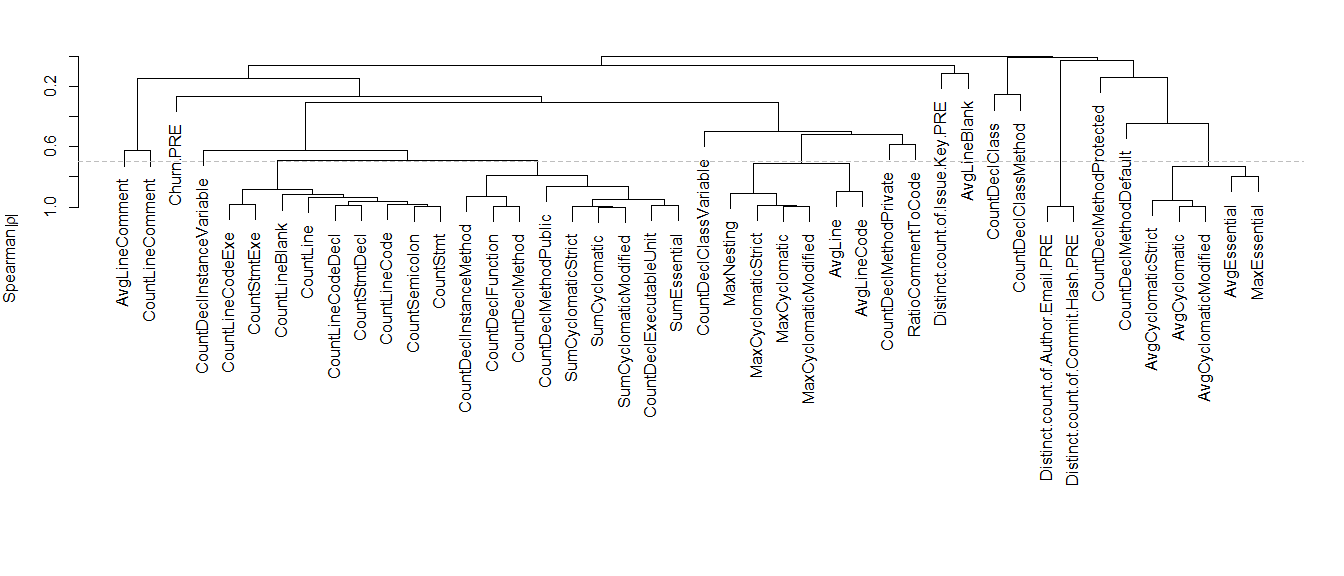 Spearman|ρ|
0.2
0.6
1.0
AvgLineComment
CountLineComment
Churn.PRE
CountDeclInstanceVariable
CountLineCodeExe
CountStmtExe
CountLineBlank
CountLine
CountLineCodeDecl
CountStmtDecl
CountLineCode
CountSemicolon
CountStmt
CountDeclInstanceMethod
CountDeclFunction
CountDeclMethod
CountDeclMethodPublic
SumCyclomaticStrict
SumCyclomatic
SumCyclomaticModified
CountDeclExecutableUnit
SumEssential
CountDeclClassVariable
MaxNesting
MaxCyclomaticStrict
MaxCyclomatic
MaxCyclomaticModified
AvgLine
AvgLineCode
CountDeclMethodPrivate
RatioCommentToCode
Distinct.count.of.Issue.Key.PRE
AvgLineBlank
CountDeclClass
CountDeclClassMethod
Distinct.count.of.Author.Email.PRE
Distinct.count.of.Commit.Hash.PRE
CountDeclMethodProtected
CountDeclMethodDefault
AvgCyclomaticStrict
AvgCyclomatic
AvgCyclomaticModified
AvgEssential
MaxEssential